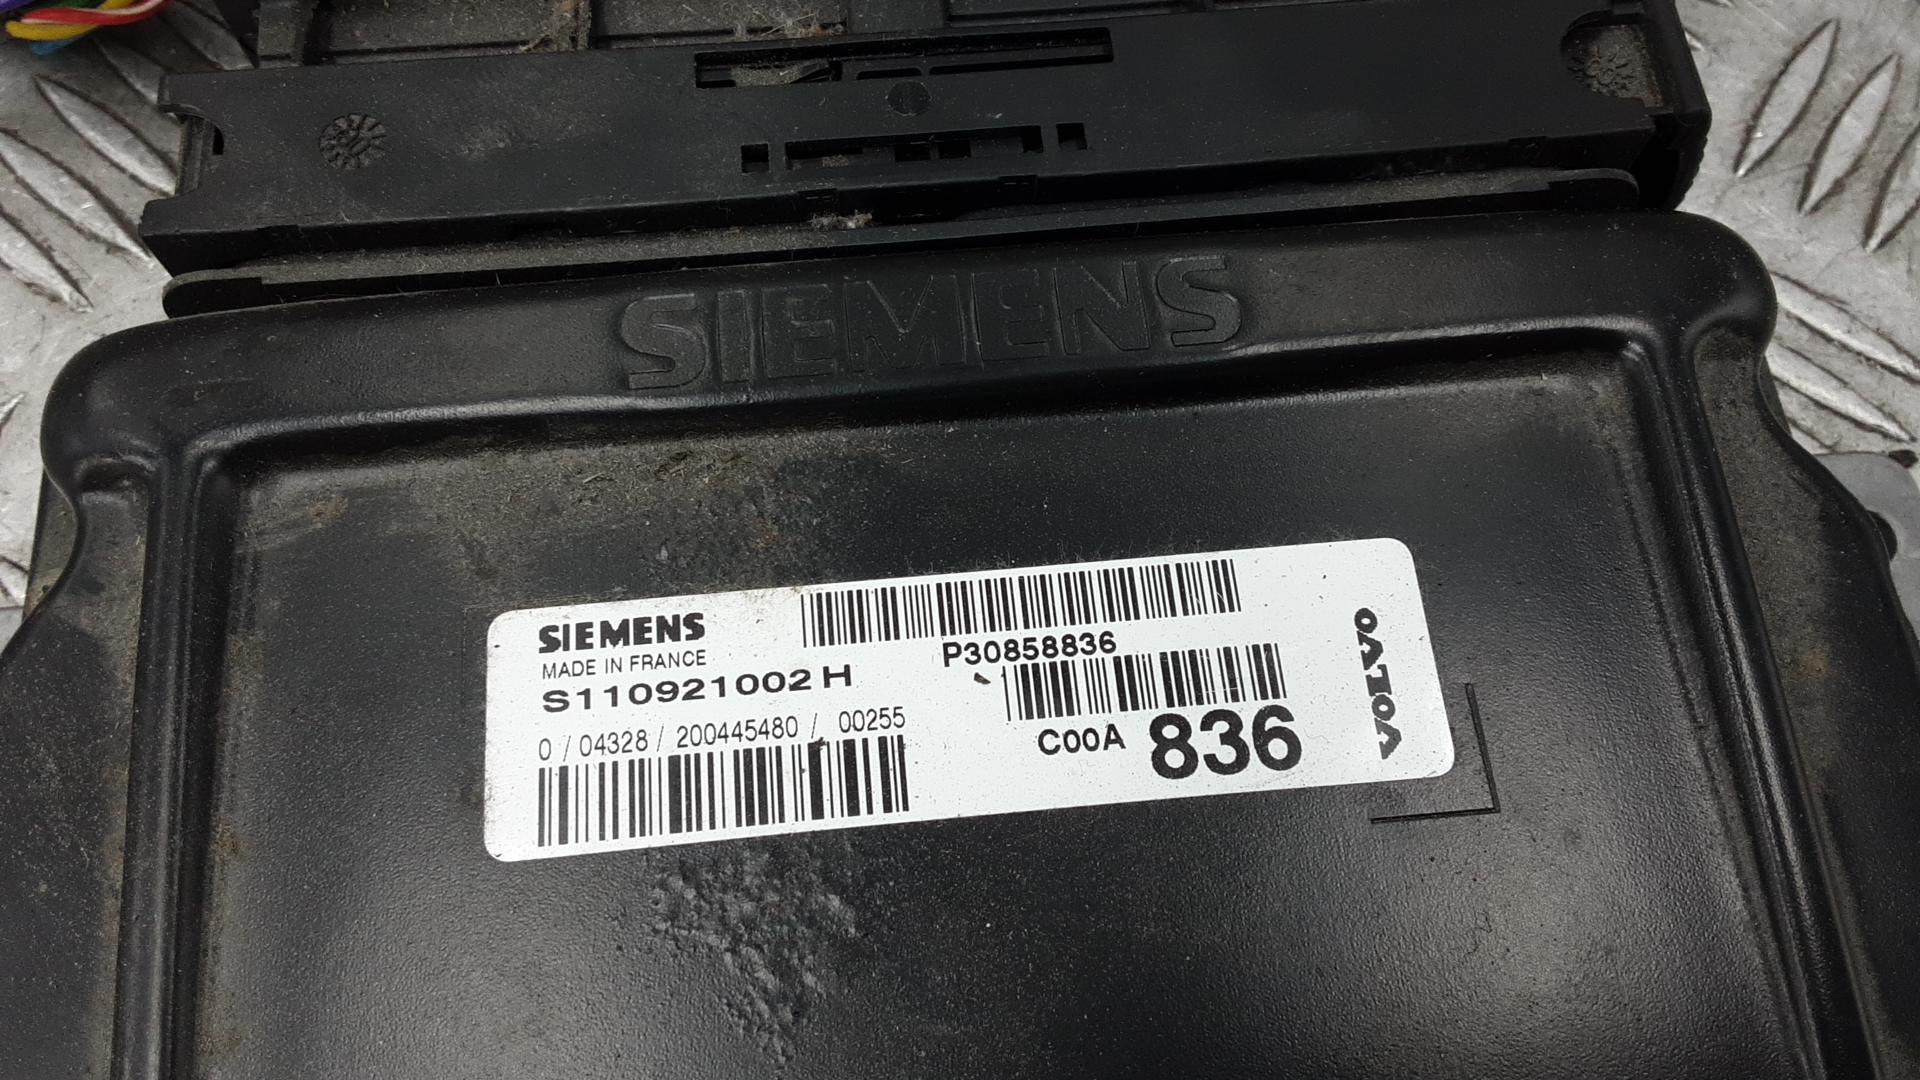 SIEMENS
SIEMENS
MADE IN FRANCE
S110921002 H
0 / 04328 / 200445480 / 00255
P30858836
C00A 836
VOLVO